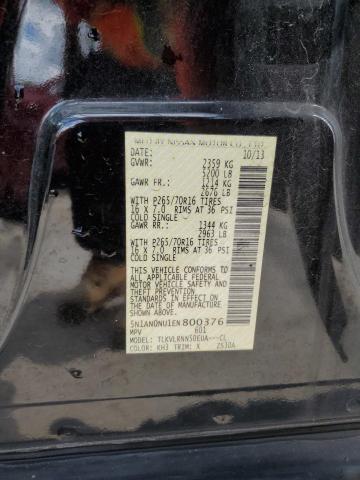 MFD BY NISSAN MOTOR CO., LTD.
10/13
GVWR: 2359 KG
5200 LB
GAWR FR.: 1214 KG
2676 LB
WITH P265/70R16 TIRES
16 X 7.0 RIMS AT 36 PSI
COLD SINGLE
GAWR RR.: 1344 KG
2963 LB
WITH P265/70R16 TIRES
16 X 7.0 RIMS AT 36 PSI
COLD SINGLE
THIS VEHICLE CONFORMS TO ALL
APPLICABLE FEDERAL
MOTOR VEHICLE SAFETY
STANDARDS IN EFFECT ON THE
DATE OF MANUFACTURE
SHOWN ABOVE.
5N1AN0NU1EN800376
MPV 601
MODEL: TLKVLRNN50EUA---CL
COLOR: KH3 TRIM: X 2530A